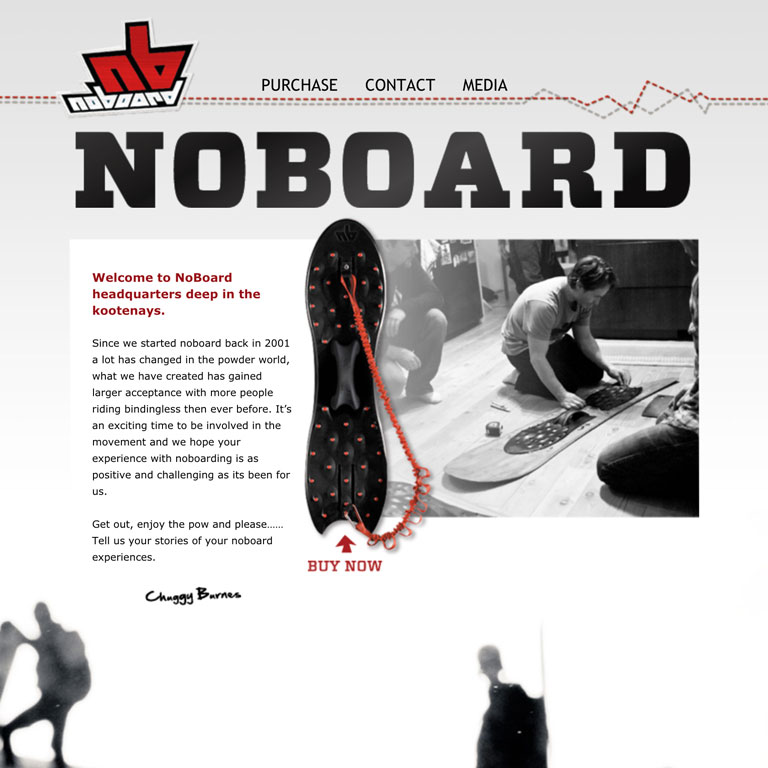 nb
noboard
PURCHASE CONTACT MEDIA
NOBOARD
nb
Welcome to NoBoard
headquarters deep in the
kootenays.
Since we started noboard back in 2001
a lot has changed in the powder world,
what we have created has gained
larger acceptance with more people
riding bindingless then ever before. It’s
an exciting time to be involved in the
movement and we hope your
experience with noboarding is as
positive and challenging as its been for
us.
Get out, enjoy the pow and please……
Tell us your stories of your noboard
experiences.
BUY NOW
Chuggy Burnes